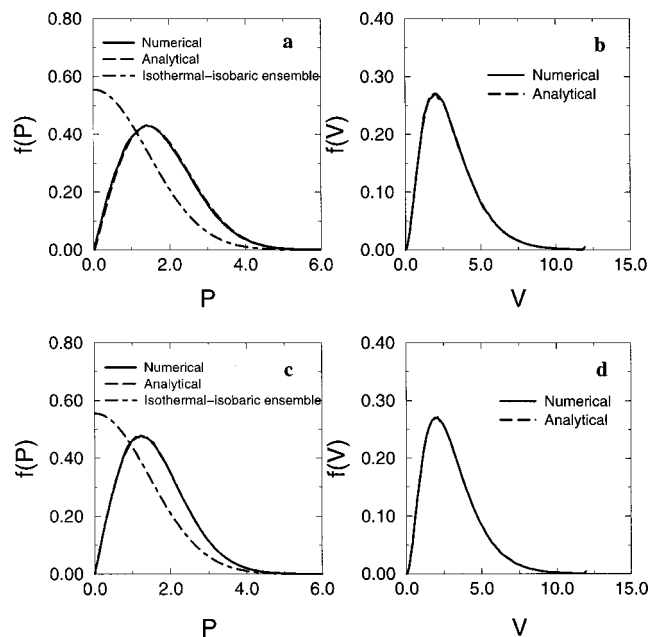 a
Numerical
Analytical
Isothermal-isobaric ensemble
0.80
0.60
0.40
0.20
0.00
f(P)
0.0 2.0 4.0 6.0
P
b
Numerical
Analytical
0.40
0.30
0.20
0.10
0.00
f(V)
0.0 5.0 10.0 15.0
V
c
Numerical
Analytical
Isothermal-isobaric ensemble
0.80
0.60
0.40
0.20
0.00
f(P)
0.0 2.0 4.0 6.0
P
d
Numerical
Analytical
0.40
0.30
0.20
0.10
0.00
f(V)
0.0 5.0 10.0 15.0
V